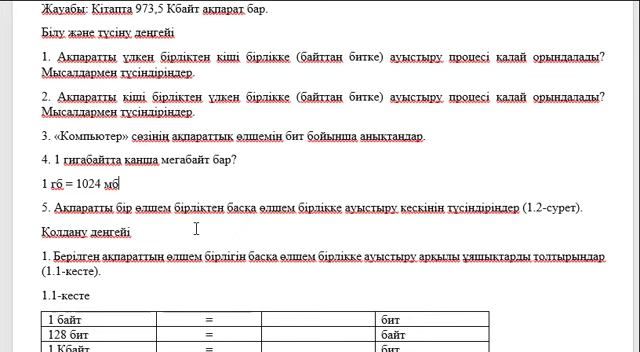 Жауабы: Кітапта 973,5 Кбайт ақпарат бар.
Білу және түсіну деңгейі
1. Ақпаратты үлкен бірліктен кіші бірлікке (байттан битке) ауыстыру процесі қалай орындалады?
Мысалдармен түсіндіріңдер.
2. Ақпаратты кіші бірліктен үлкен бірлікке (байттан битке) ауыстыру процесі қалай орындалады?
Мысалдармен түсіндіріңдер.
3. «Компьютер» сөзінің ақпараттық өлшемін бит бойынша анықтаңдар.
4. 1 гигабайтта қанша мегабайт бар?
1 гб = 1024 мб
5. Ақпаратты бір өлшем бірліктен басқа өлшем бірлікке ауыстыру кескінін түсіндіріңдер (1.2-сурет).
Қолдану деңгейі
1. Берілген ақпараттың өлшем бірлігін басқа өлшем бірлікке ауыстыру арқылы ұяшықтарды толтырыңдар
(1.1-кесте).
1.1-кесте
1 байт = бит
128 бит = байт
1 Кбайт = бит